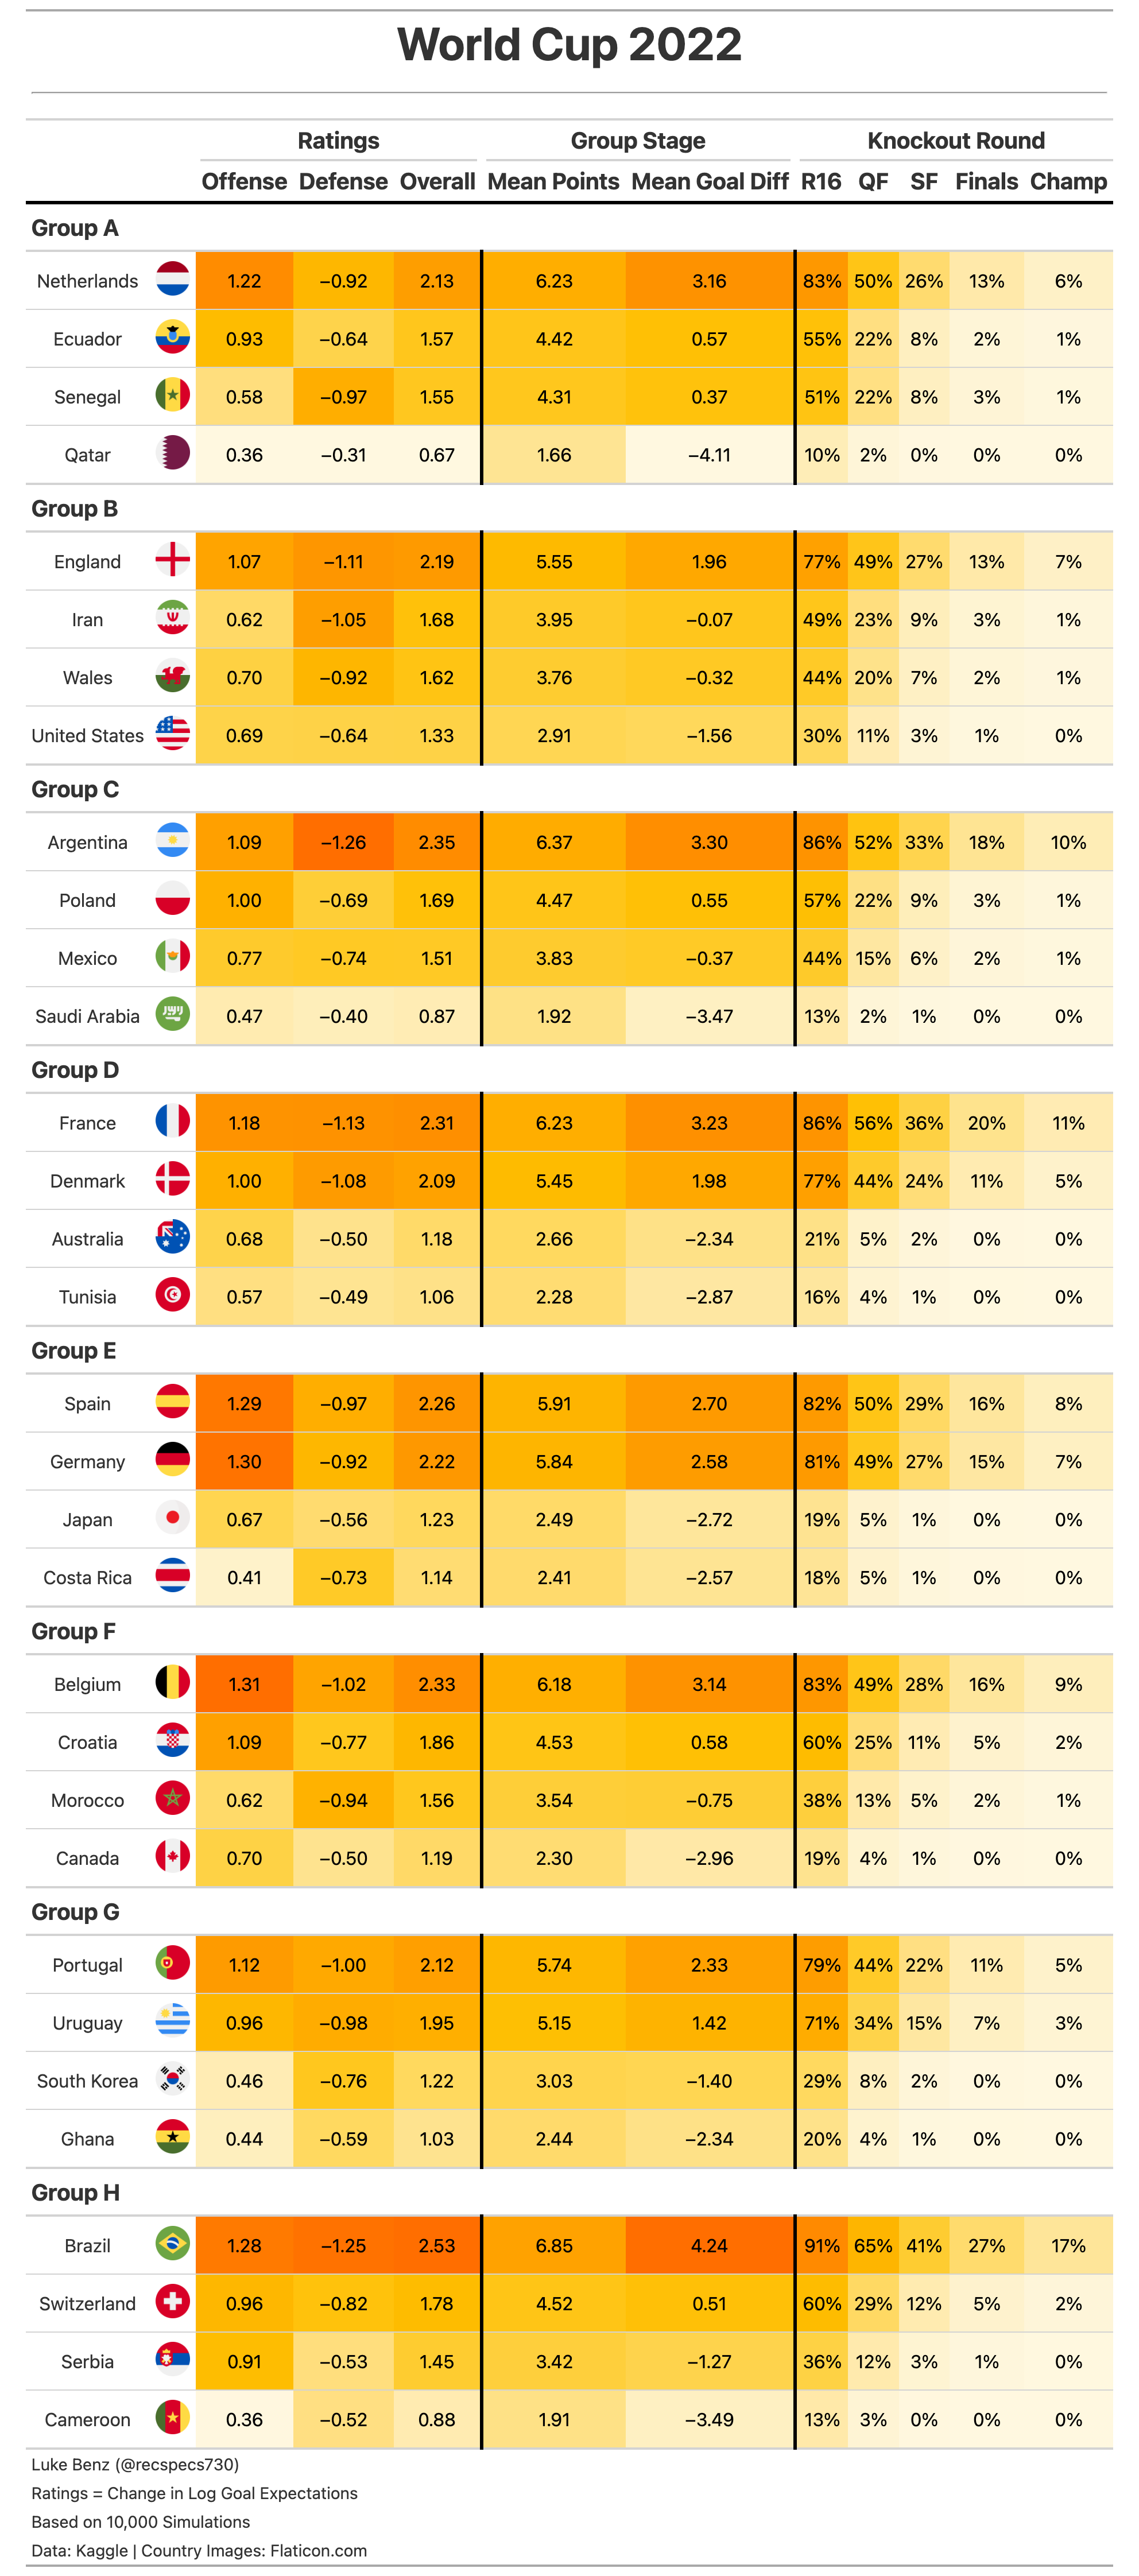 World Cup 2022
Ratings Group Stage Knockout Round
Offense Defense Overall Mean Points Mean Goal Diff R16 QF SF Finals Champ
Group A
Netherlands 1.22 −0.92 2.13 6.23 3.16 83% 50% 26% 13% 6%
Ecuador 0.93 −0.64 1.57 4.42 0.57 55% 22% 8% 2% 1%
Senegal 0.58 −0.97 1.55 4.31 0.37 51% 22% 8% 3% 1%
Qatar 0.36 −0.31 0.67 1.66 −4.11 10% 2% 0% 0% 0%
Group B
England 1.07 −1.11 2.19 5.55 1.96 77% 49% 27% 13% 7%
Iran 0.62 −1.05 1.68 3.95 −0.07 49% 23% 9% 3% 1%
Wales 0.70 −0.92 1.62 3.76 −0.32 44% 20% 7% 2% 1%
United States 0.69 −0.64 1.33 2.91 −1.56 30% 11% 3% 1% 0%
Group C
Argentina 1.09 −1.26 2.35 6.37 3.30 86% 52% 33% 18% 10%
Poland 1.00 −0.69 1.69 4.47 0.55 57% 22% 9% 3% 1%
Mexico 0.77 −0.74 1.51 3.83 −0.37 44% 15% 6% 2% 1%
Saudi Arabia 0.47 −0.40 0.87 1.92 −3.47 13% 2% 1% 0% 0%
Group D
France 1.18 −1.13 2.31 6.23 3.23 86% 56% 36% 20% 11%
Denmark 1.00 −1.08 2.09 5.45 1.98 77% 44% 24% 11% 5%
Australia 0.68 −0.50 1.18 2.66 −2.34 21% 5% 2% 0% 0%
Tunisia 0.57 −0.49 1.06 2.28 −2.87 16% 4% 1% 0% 0%
Group E
Spain 1.29 −0.97 2.26 5.91 2.70 82% 50% 29% 16% 8%
Germany 1.30 −0.92 2.22 5.84 2.58 81% 49% 27% 15% 7%
Japan 0.67 −0.56 1.23 2.49 −2.72 19% 5% 1% 0% 0%
Costa Rica 0.41 −0.73 1.14 2.41 −2.57 18% 5% 1% 0% 0%
Group F
Belgium 1.31 −1.02 2.33 6.18 3.14 83% 49% 28% 16% 9%
Croatia 1.09 −0.77 1.86 4.53 0.58 60% 25% 11% 5% 2%
Morocco 0.62 −0.94 1.56 3.54 −0.75 38% 13% 5% 2% 1%
Canada 0.70 −0.50 1.19 2.30 −2.96 19% 4% 1% 0% 0%
Group G
Portugal 1.12 −1.00 2.12 5.74 2.33 79% 44% 22% 11% 5%
Uruguay 0.96 −0.98 1.95 5.15 1.42 71% 34% 15% 7% 3%
South Korea 0.46 −0.76 1.22 3.03 −1.40 29% 8% 2% 0% 0%
Ghana 0.44 −0.59 1.03 2.44 −2.34 20% 4% 1% 0% 0%
Group H
Brazil 1.28 −1.25 2.53 6.85 4.24 91% 65% 41% 27% 17%
Switzerland 0.96 −0.82 1.78 4.52 0.51 60% 29% 12% 5% 2%
Serbia 0.91 −0.53 1.45 3.42 −1.27 36% 12% 3% 1% 0%
Cameroon 0.36 −0.52 0.88 1.91 −3.49 13% 3% 0% 0% 0%
Luke Benz (@recspecs730)
Ratings = Change in Log Goal Expectations
Based on 10,000 Simulations
Data: Kaggle | Country Images: Flaticon.com